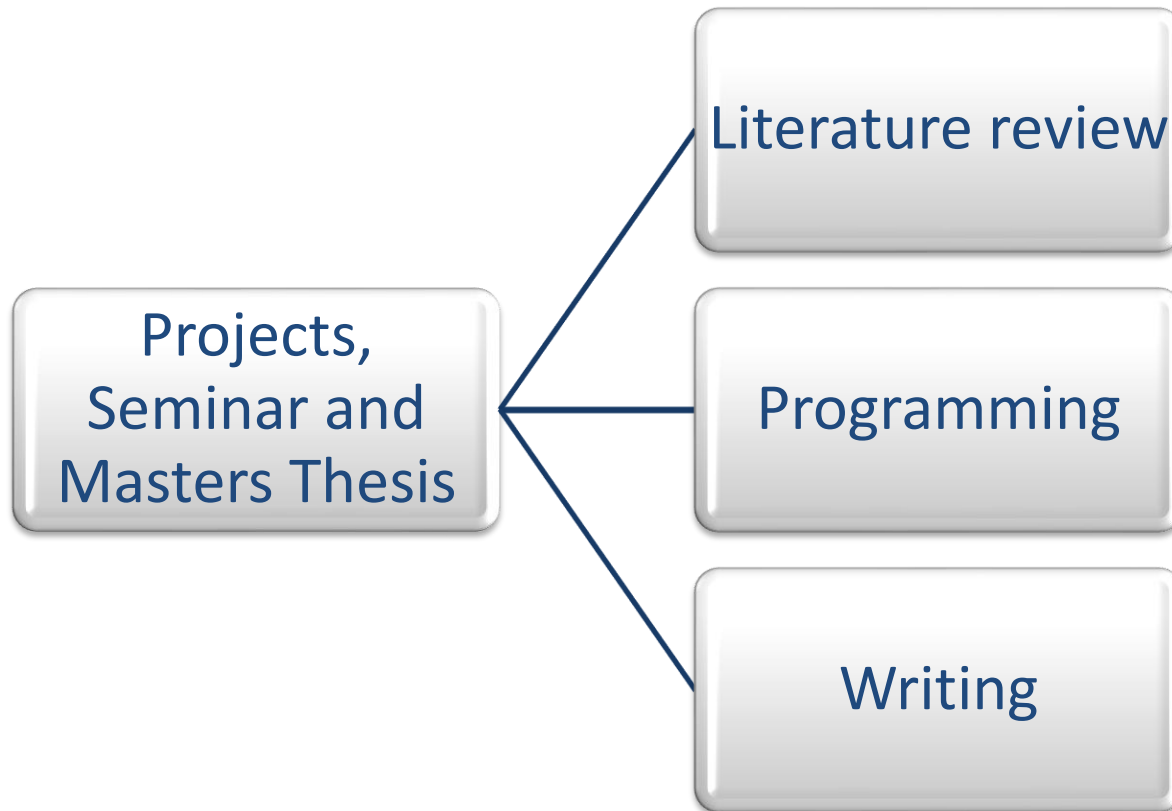 Literature review
Projects,
Seminar and
Masters Thesis
Programming
Writing